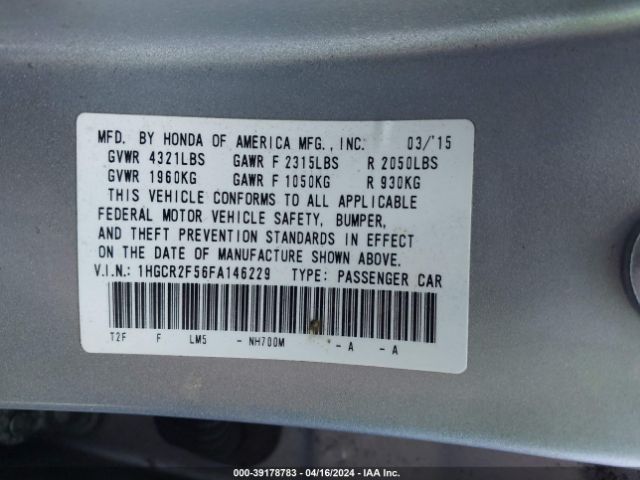 MFD. BY HONDA OF AMERICA MFG., INC. 03/'15
GVWR 4321LBS GAWR F 2315LBS R 2050LBS
GVWR 1960KG GAWR F 1050KG R 930KG
THIS VEHICLE CONFORMS TO ALL APPLICABLE
FEDERAL MOTOR VEHICLE SAFETY, BUMPER,
AND THEFT PREVENTION STANDARDS IN EFFECT
ON THE DATE OF MANUFACTURE SHOWN ABOVE.
V.I.N.: 1HGCR2F56FA146229 TYPE: PASSENGER CAR
T2F F LM5 - NH700M - A - A
000-39178783 / 04/16/2024 / IAA Inc.